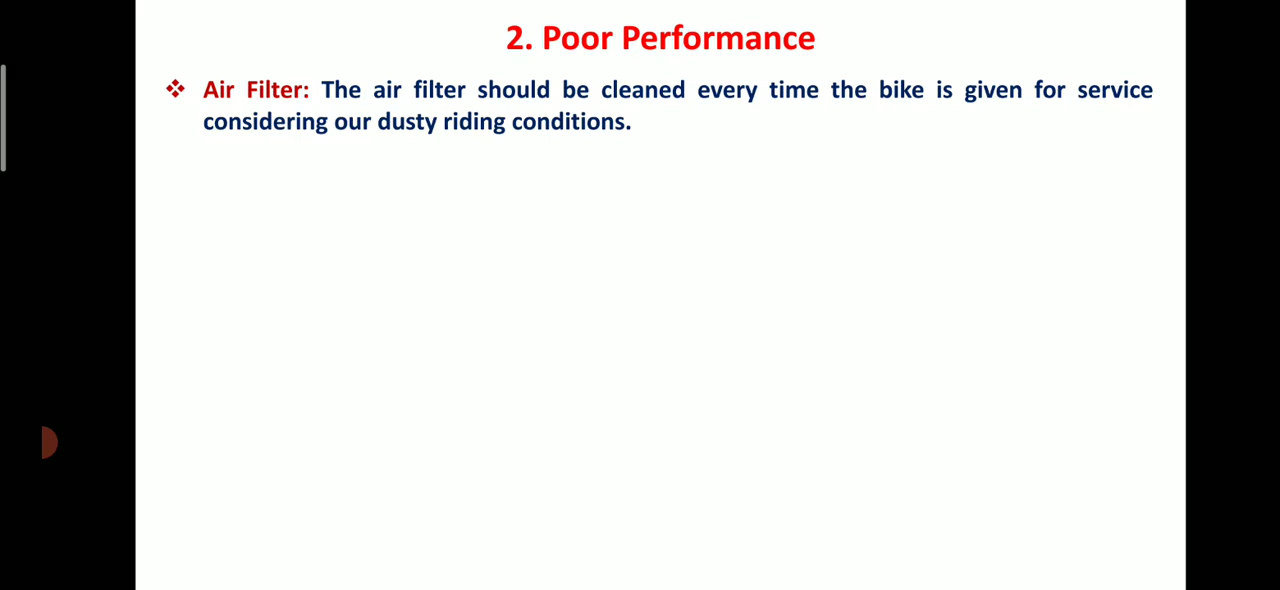 2. Poor Performance
❖ Air Filter: The air filter should be cleaned every time the bike is given for service
considering our dusty riding conditions.